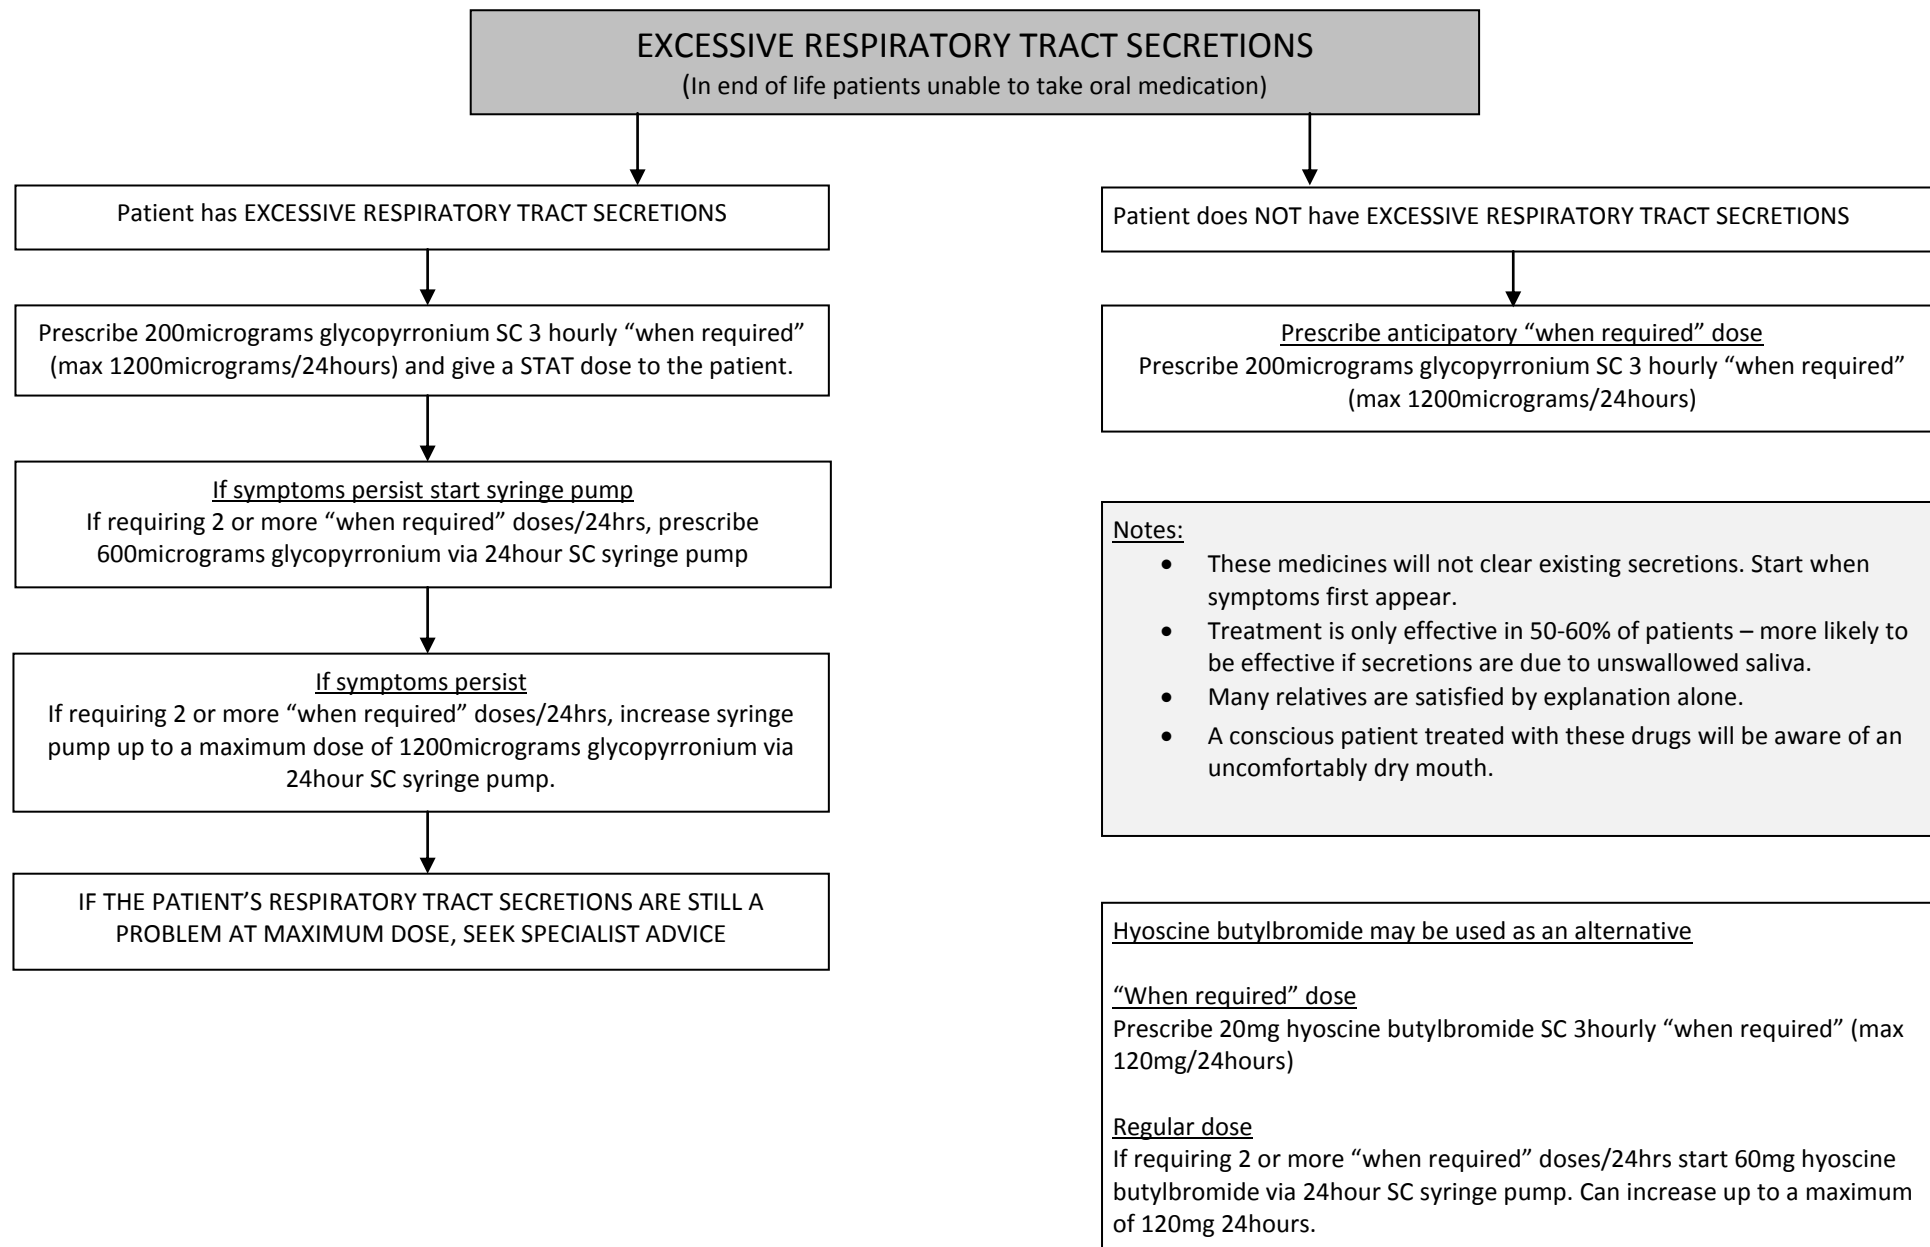 EXCESSIVE RESPIRATORY TRACT SECRETIONS
(In end of life patients unable to take oral medication)
Patient has EXCESSIVE RESPIRATORY TRACT SECRETIONS
Prescribe 200micrograms glycopyrronium SC 3 hourly “when required”
(max 1200micrograms/24hours) and give a STAT dose to the patient.
If symptoms persist start syringe pump
If requiring 2 or more “when required” doses/24hrs, prescribe
600micrograms glycopyrronium via 24hour SC syringe pump
If symptoms persist
If requiring 2 or more “when required” doses/24hrs, increase syringe
pump up to a maximum dose of 1200micrograms glycopyrronium via
24hour SC syringe pump.
IF THE PATIENT’S RESPIRATORY TRACT SECRETIONS ARE STILL A
PROBLEM AT MAXIMUM DOSE, SEEK SPECIALIST ADVICE
Patient does NOT have EXCESSIVE RESPIRATORY TRACT SECRETIONS
Prescribe anticipatory “when required” dose
Prescribe 200micrograms glycopyrronium SC 3 hourly “when required”
(max 1200micrograms/24hours)
Notes:
• These medicines will not clear existing secretions. Start when
symptoms first appear.
• Treatment is only effective in 50-60% of patients – more likely to
be effective if secretions are due to unswallowed saliva.
• Many relatives are satisfied by explanation alone.
• A conscious patient treated with these drugs will be aware of an
uncomfortably dry mouth.
Hyoscine butylbromide may be used as an alternative
“When required” dose
Prescribe 20mg hyoscine butylbromide SC 3hourly “when required” (max
120mg/24hours)
Regular dose
If requiring 2 or more “when required” doses/24hrs start 60mg hyoscine
butylbromide via 24hour SC syringe pump. Can increase up to a maximum
of 120mg 24hours.